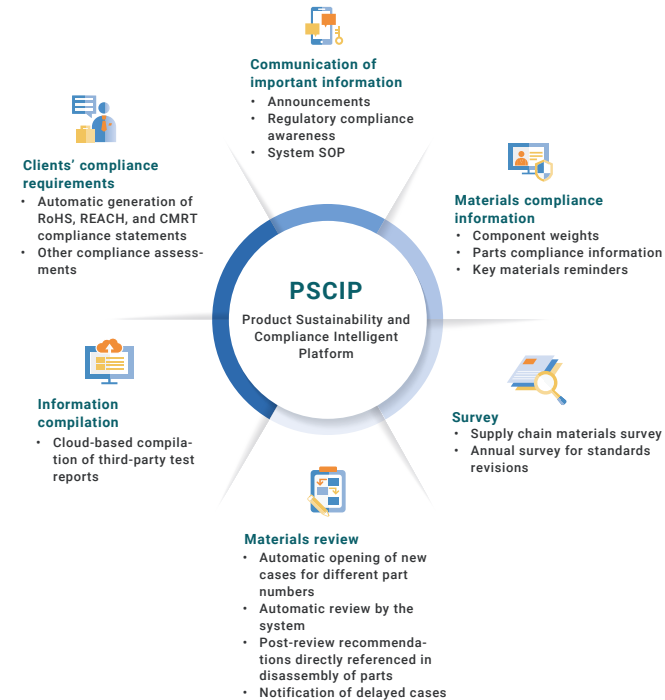 Communication of
important information
• Announcements
• Regulatory compliance
awareness
• System SOP
Clients' compliance
requirements
• Automatic generation of
RoHS, REACH, and CMRT
compliance statements
• Other compliance assess-
ments
Materials compliance
information
• Component weights
• Parts compliance information
• Key materials reminders
PSCIP
Product Sustainability and
Compliance Intelligent
Platform
Information
compilation
• Cloud-based compila-
tion of third-party test
reports
Survey
• Supply chain materials survey
• Annual survey for standards
revisions
Materials review
• Automatic opening of new
cases for different part
numbers
• Automatic review by the
system
• Post-review recommenda-
tions directly referenced in
disassembly of parts
• Notification of delayed cases